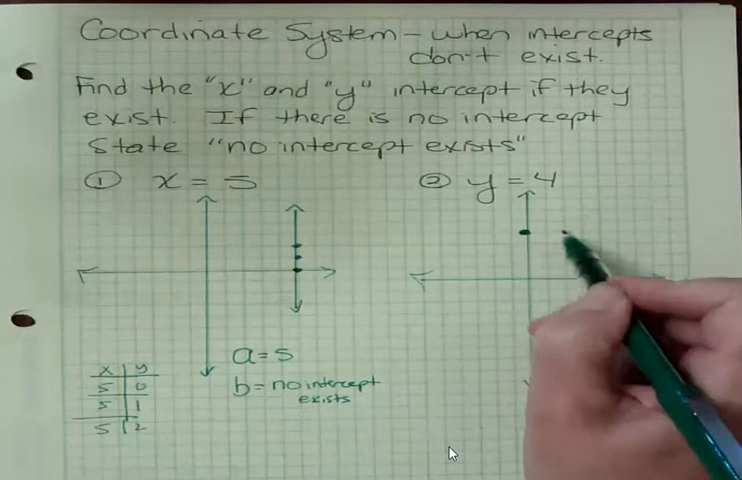 Coordinate System - when intercepts
don't exist.
Find the "x" and "y" intercept if they
exist. If there is no intercept
State "no intercept exists"
① x = 5
② y = 4
a = 5
b = no intercept
exists
x | y
5 | 0
5 | 1
5 | 2